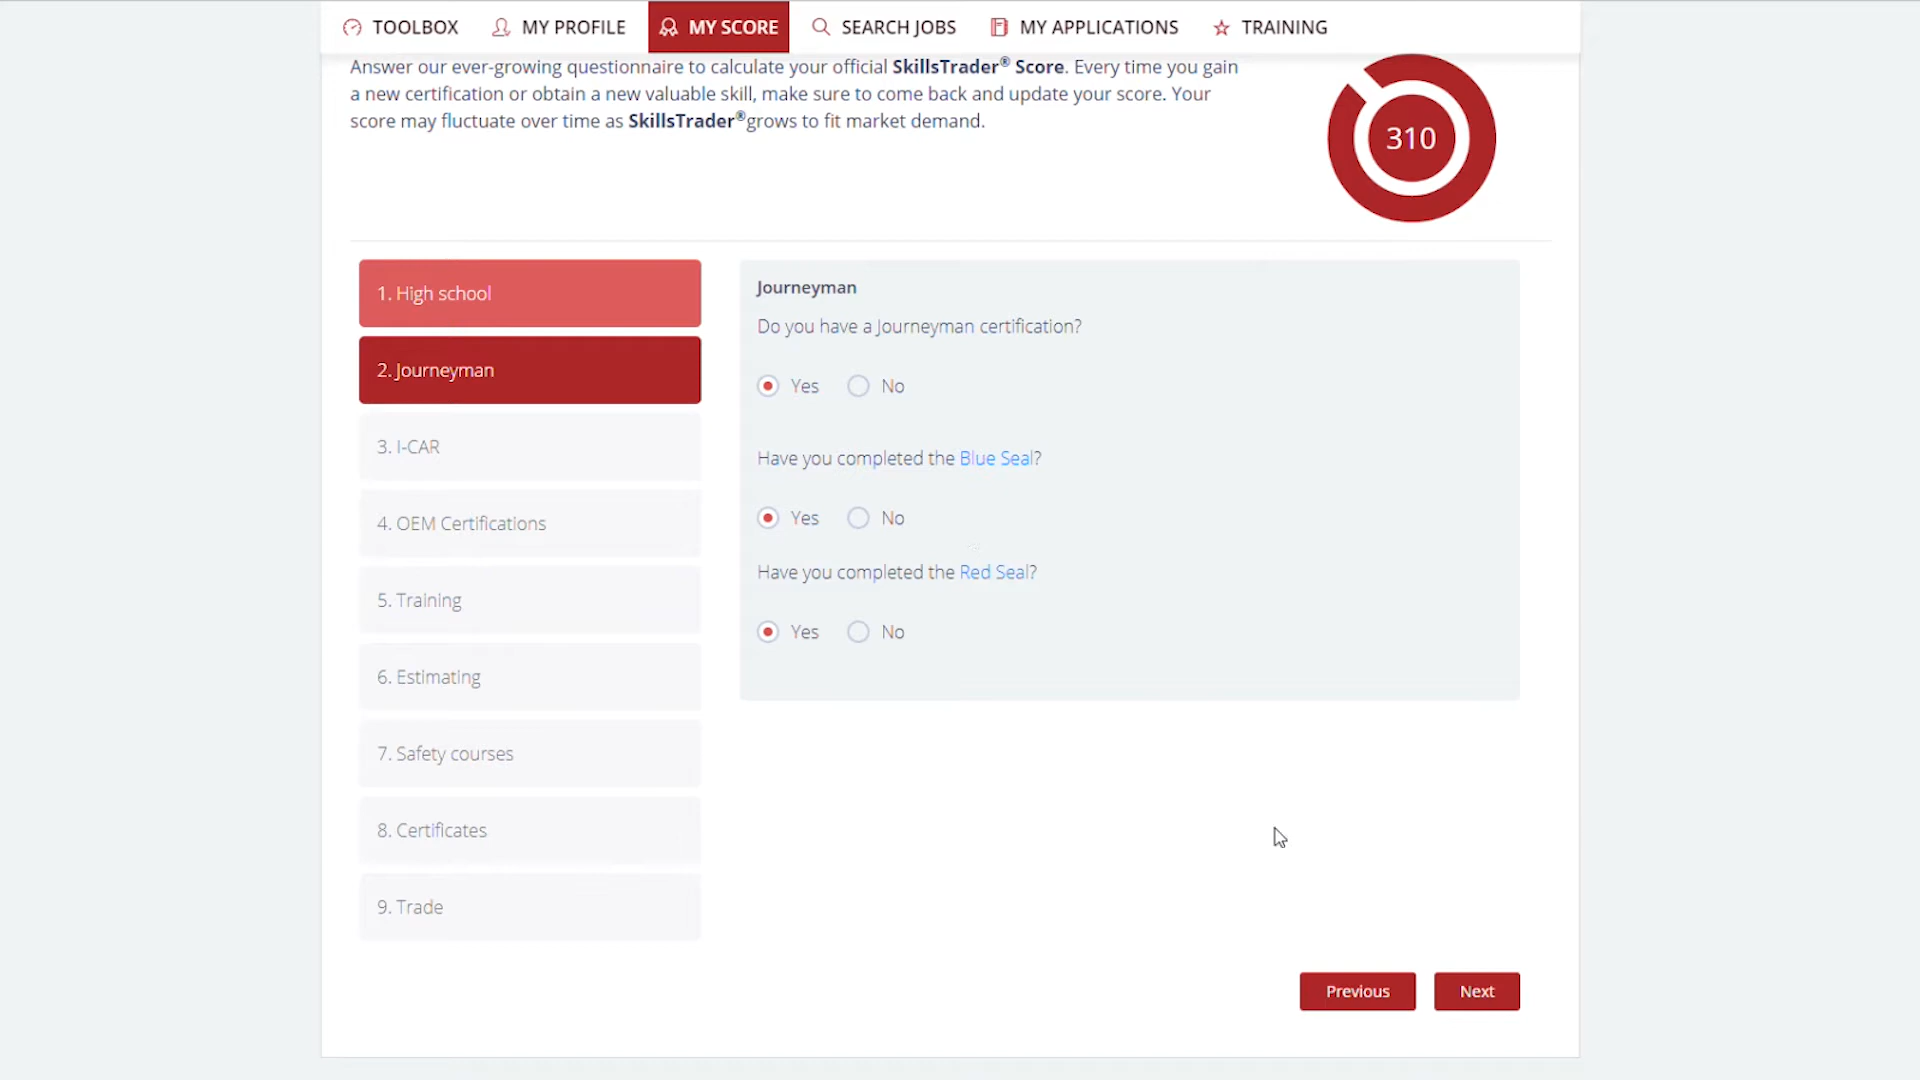 TOOLBOX MY PROFILE MY SCORE SEARCH JOBS MY APPLICATIONS TRAINING
Answer our ever-growing questionnaire to calculate your official SkillsTrader® Score. Every time you gain
a new certification or obtain a new valuable skill, make sure to come back and update your score. Your
score may fluctuate over time as SkillsTrader®grows to fit market demand.
310
1. High school
2. Journeyman
3. I-CAR
4. OEM Certifications
5. Training
6. Estimating
7. Safety courses
8. Certificates
9. Trade
Journeyman
Do you have a Journeyman certification?
Yes No
Have you completed the Blue Seal?
Yes No
Have you completed the Red Seal?
Yes No
Previous Next